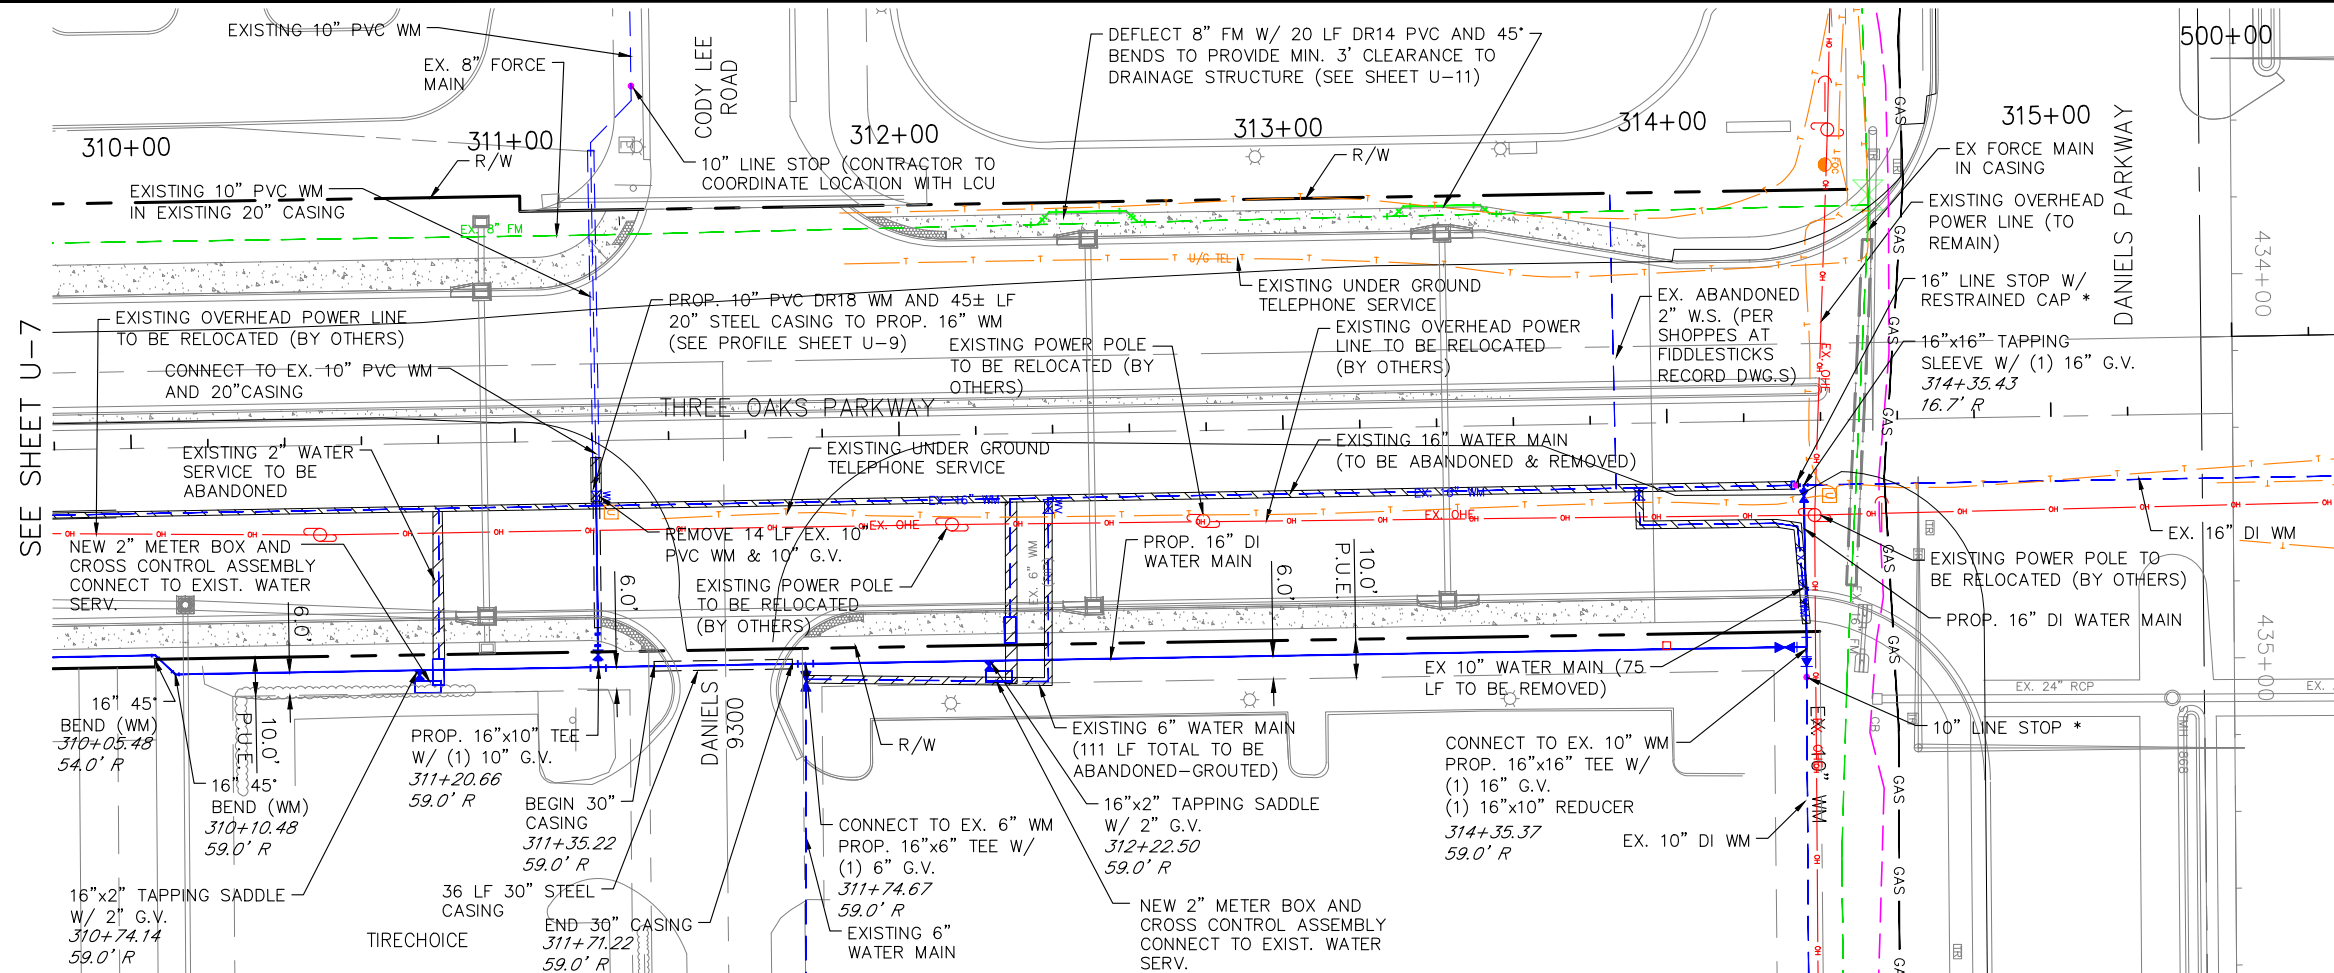 EXISTING 10" PVC WM
EX. 8" FORCE
MAIN
CODY LEE
ROAD
DEFLECT 8" FM W/ 20 LF DR14 PVC AND 45°
BENDS TO PROVIDE MIN. 3' CLEARANCE TO
DRAINAGE STRUCTURE (SEE SHEET U-11)
500+00
310+00
311+00
312+00
313+00
314+00
315+00
R/W
R/W
10" LINE STOP (CONTRACTOR TO
COORDINATE LOCATION WITH LCU
EX FORCE MAIN
IN CASING
DANIELS PARKWAY
EXISTING 10" PVC WM
IN EXISTING 20" CASING
EX. 8" FM
EXISTING OVERHEAD
POWER LINE (TO
REMAIN)
434+00
U/G TEL
EXISTING UNDER GROUND
TELEPHONE SERVICE
16" LINE STOP W/
RESTRAINED CAP *
SEE SHEET U-7
EXISTING OVERHEAD POWER LINE
TO BE RELOCATED (BY OTHERS)
PROP. 10" PVC DR18 WM AND 45± LF
20" STEEL CASING TO PROP. 16" WM
(SEE PROFILE SHEET U-9)
EXISTING POWER POLE
TO BE RELOCATED (BY
OTHERS)
EXISTING OVERHEAD POWER
LINE TO BE RELOCATED
(BY OTHERS)
EX. ABANDONED
2" W.S. (PER
SHOPPES AT
FIDDLESTICKS
RECORD DWG.S)
16"x16" TAPPING
SLEEVE W/ (1) 16" G.V.
314+35.43
16.7' R
EX. OHE
CONNECT TO EX. 10" PVC WM
AND 20"CASING
THREE OAKS PARKWAY
EXISTING 2" WATER
SERVICE TO BE
ABANDONED
EXISTING UNDER GROUND
TELEPHONE SERVICE
EXISTING 16" WATER MAIN
(TO BE ABANDONED & REMOVED)
EX. 16" WM
EX. 16" WM
EX. OHE
EX. OHE
NEW 2" METER BOX AND
CROSS CONTROL ASSEMBLY
CONNECT TO EXIST. WATER
SERV.
REMOVE 14 LF EX. 10"
PVC WM & 10" G.V.
EX. 6" WM
PROP. 16" DI
WATER MAIN
EX. 16" DI WM
EXISTING POWER POLE TO
BE RELOCATED (BY OTHERS)
6.0'
6.0'
EXISTING POWER POLE
TO BE RELOCATED
(BY OTHERS)
6.0'
10.0'
P.U.E.
PROP. 16" DI WATER MAIN
435+00
EX 10" WATER MAIN (75
LF TO BE REMOVED)
EX. 24" RCP
EX.
16" 45°
BEND (WM)
310+05.48
54.0' R
10.0'
P.U.E.
16" 45°
BEND (WM)
310+10.48
59.0' R
PROP. 16"x10" TEE
W/ (1) 10" G.V.
311+20.66
59.0' R
DANIELS
9300
R/W
EXISTING 6" WATER MAIN
(111 LF TOTAL TO BE
ABANDONED-GROUTED)
CONNECT TO EX. 10" WM
PROP. 16"x16" TEE W/
(1) 16" G.V.
(1) 16"x10" REDUCER
314+35.37
59.0' R
10" LINE STOP *
BEGIN 30"
CASING
311+35.22
59.0' R
CONNECT TO EX. 6" WM
PROP. 16"x6" TEE W/
(1) 6" G.V.
311+74.67
59.0' R
16"x2" TAPPING SADDLE
W/ 2" G.V.
312+22.50
59.0' R
EX. 10" DI WM
16"x2" TAPPING SADDLE
W/ 2" G.V.
310+74.14
59.0' R
36 LF 30" STEEL
CASING
TIRECHOICE
END 30" CASING
311+71.22
59.0' R
EXISTING 6"
WATER MAIN
NEW 2" METER BOX AND
CROSS CONTROL ASSEMBLY
CONNECT TO EXIST. WATER
SERV.
GAS
GAS
GAS
GAS
GAS
GAS
GAS
GAS
GAS
GAS